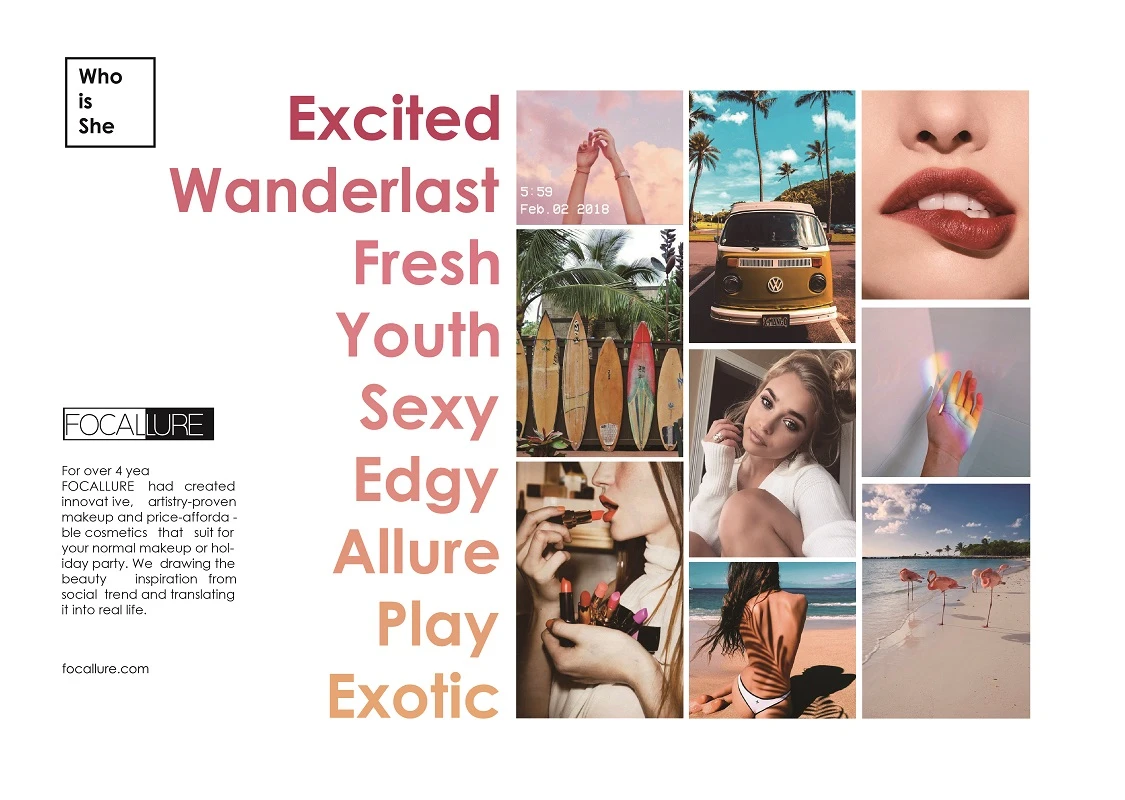 Who
is
She
Excited
Wanderlast
Fresh
Youth
Sexy
Edgy
Allure
Play
Exotic
FOCALLURE
For over 4 yea
FOCALLURE had created
innovat ive, artistry-proven
makeup and price-afforda -
ble cosmetics that suit for
your normal makeup or hol-
iday party. We drawing the
beauty inspiration from
social trend and translating
it into real life.
focallure.com
5:59
Feb.02 2018